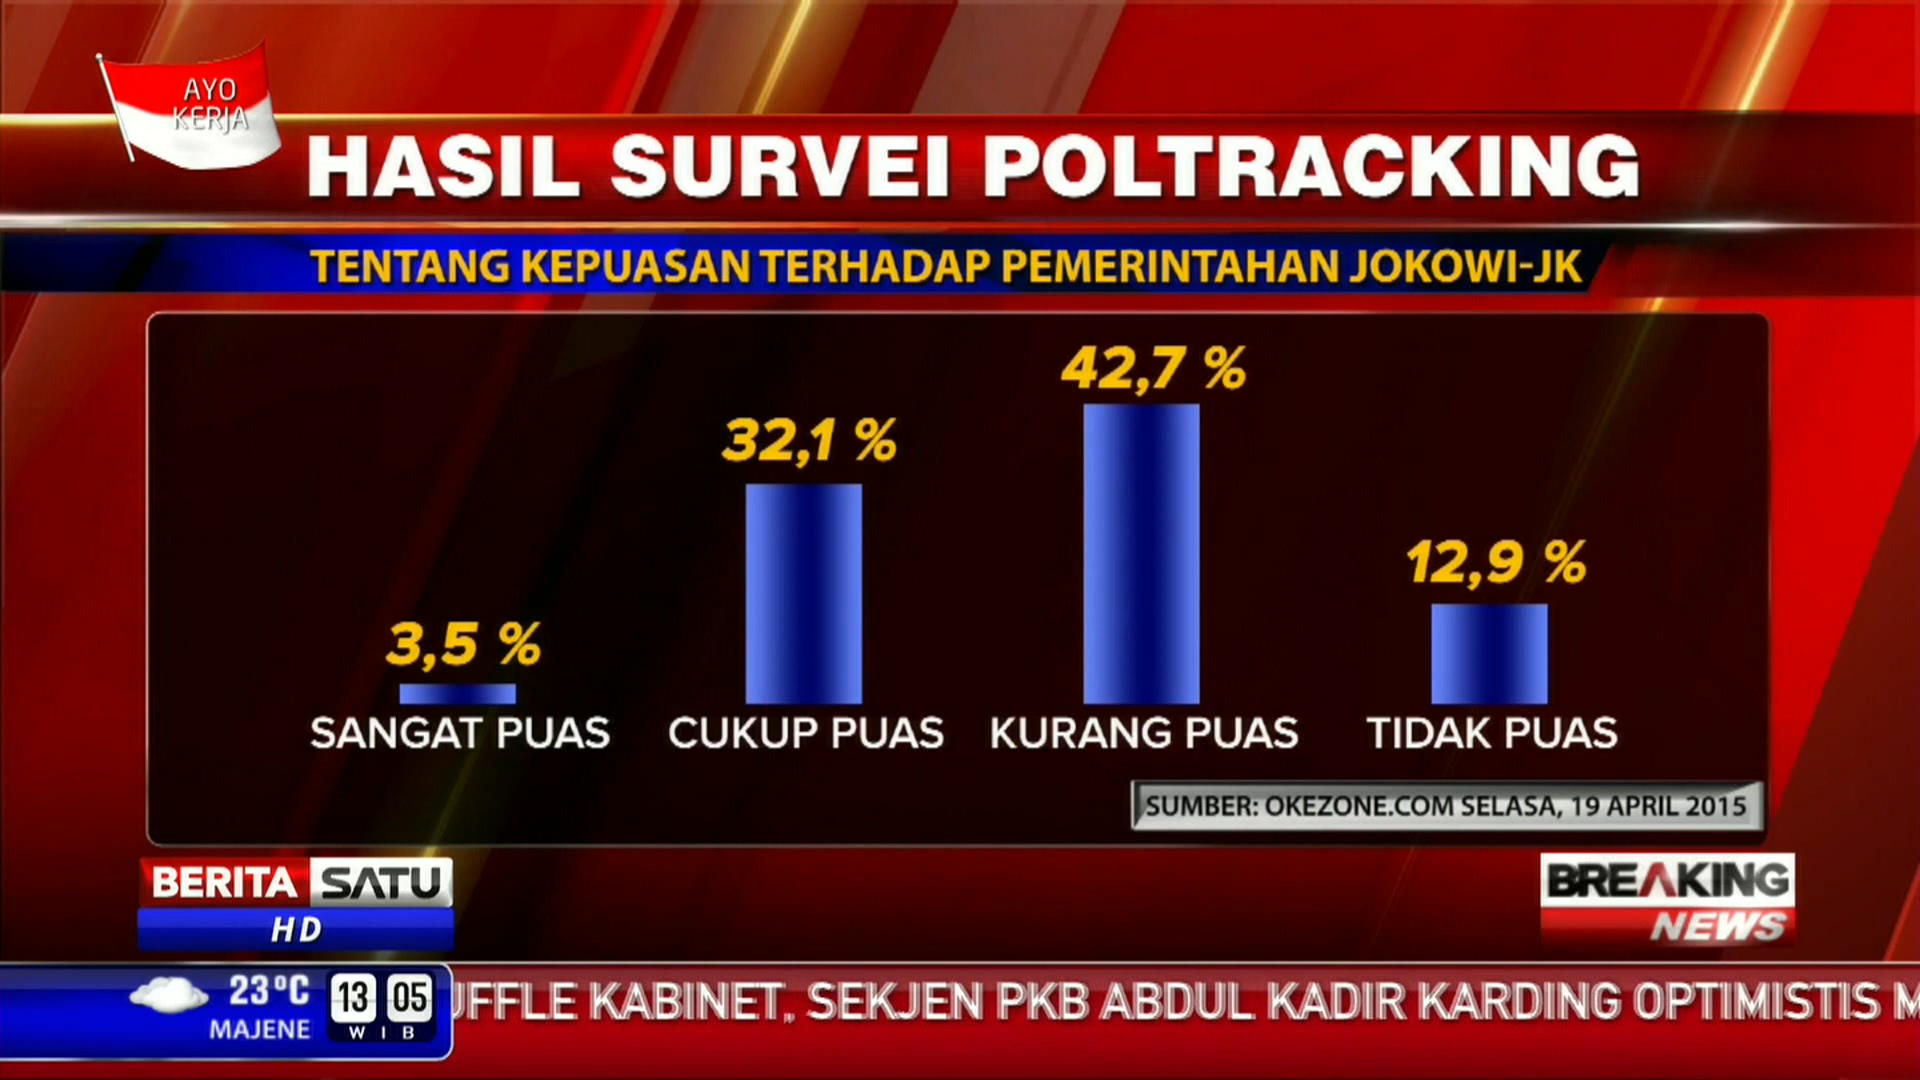 AYO
KERJA
HASIL SURVEI POLTRACKING
TENTANG KEPUASAN TERHADAP PEMERINTAHAN JOKOWI-JK
3,5 %
32,1 %
42,7 %
12,9 %
SANGAT PUAS
CUKUP PUAS
KURANG PUAS
TIDAK PUAS
SUMBER: OKEZONE.COM SELASA, 19 APRIL 2015
BERITA SATU
HD
BREAKING
NEWS
23°C
MAJENE
13 05
WIB
KABINET, SEKJEN PKB ABDUL KADIR KARDING OPTIMISTIS